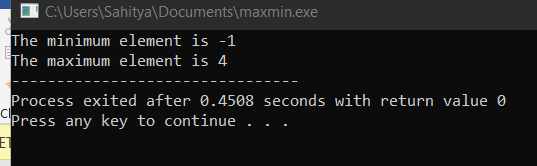 C:\Users\Sahitya\Documents\maxmin.exe
The minimum element is -1
The maximum element is 4
--------------------------------
Process exited after 0.4508 seconds with return value 0
Press any key to continue . . .